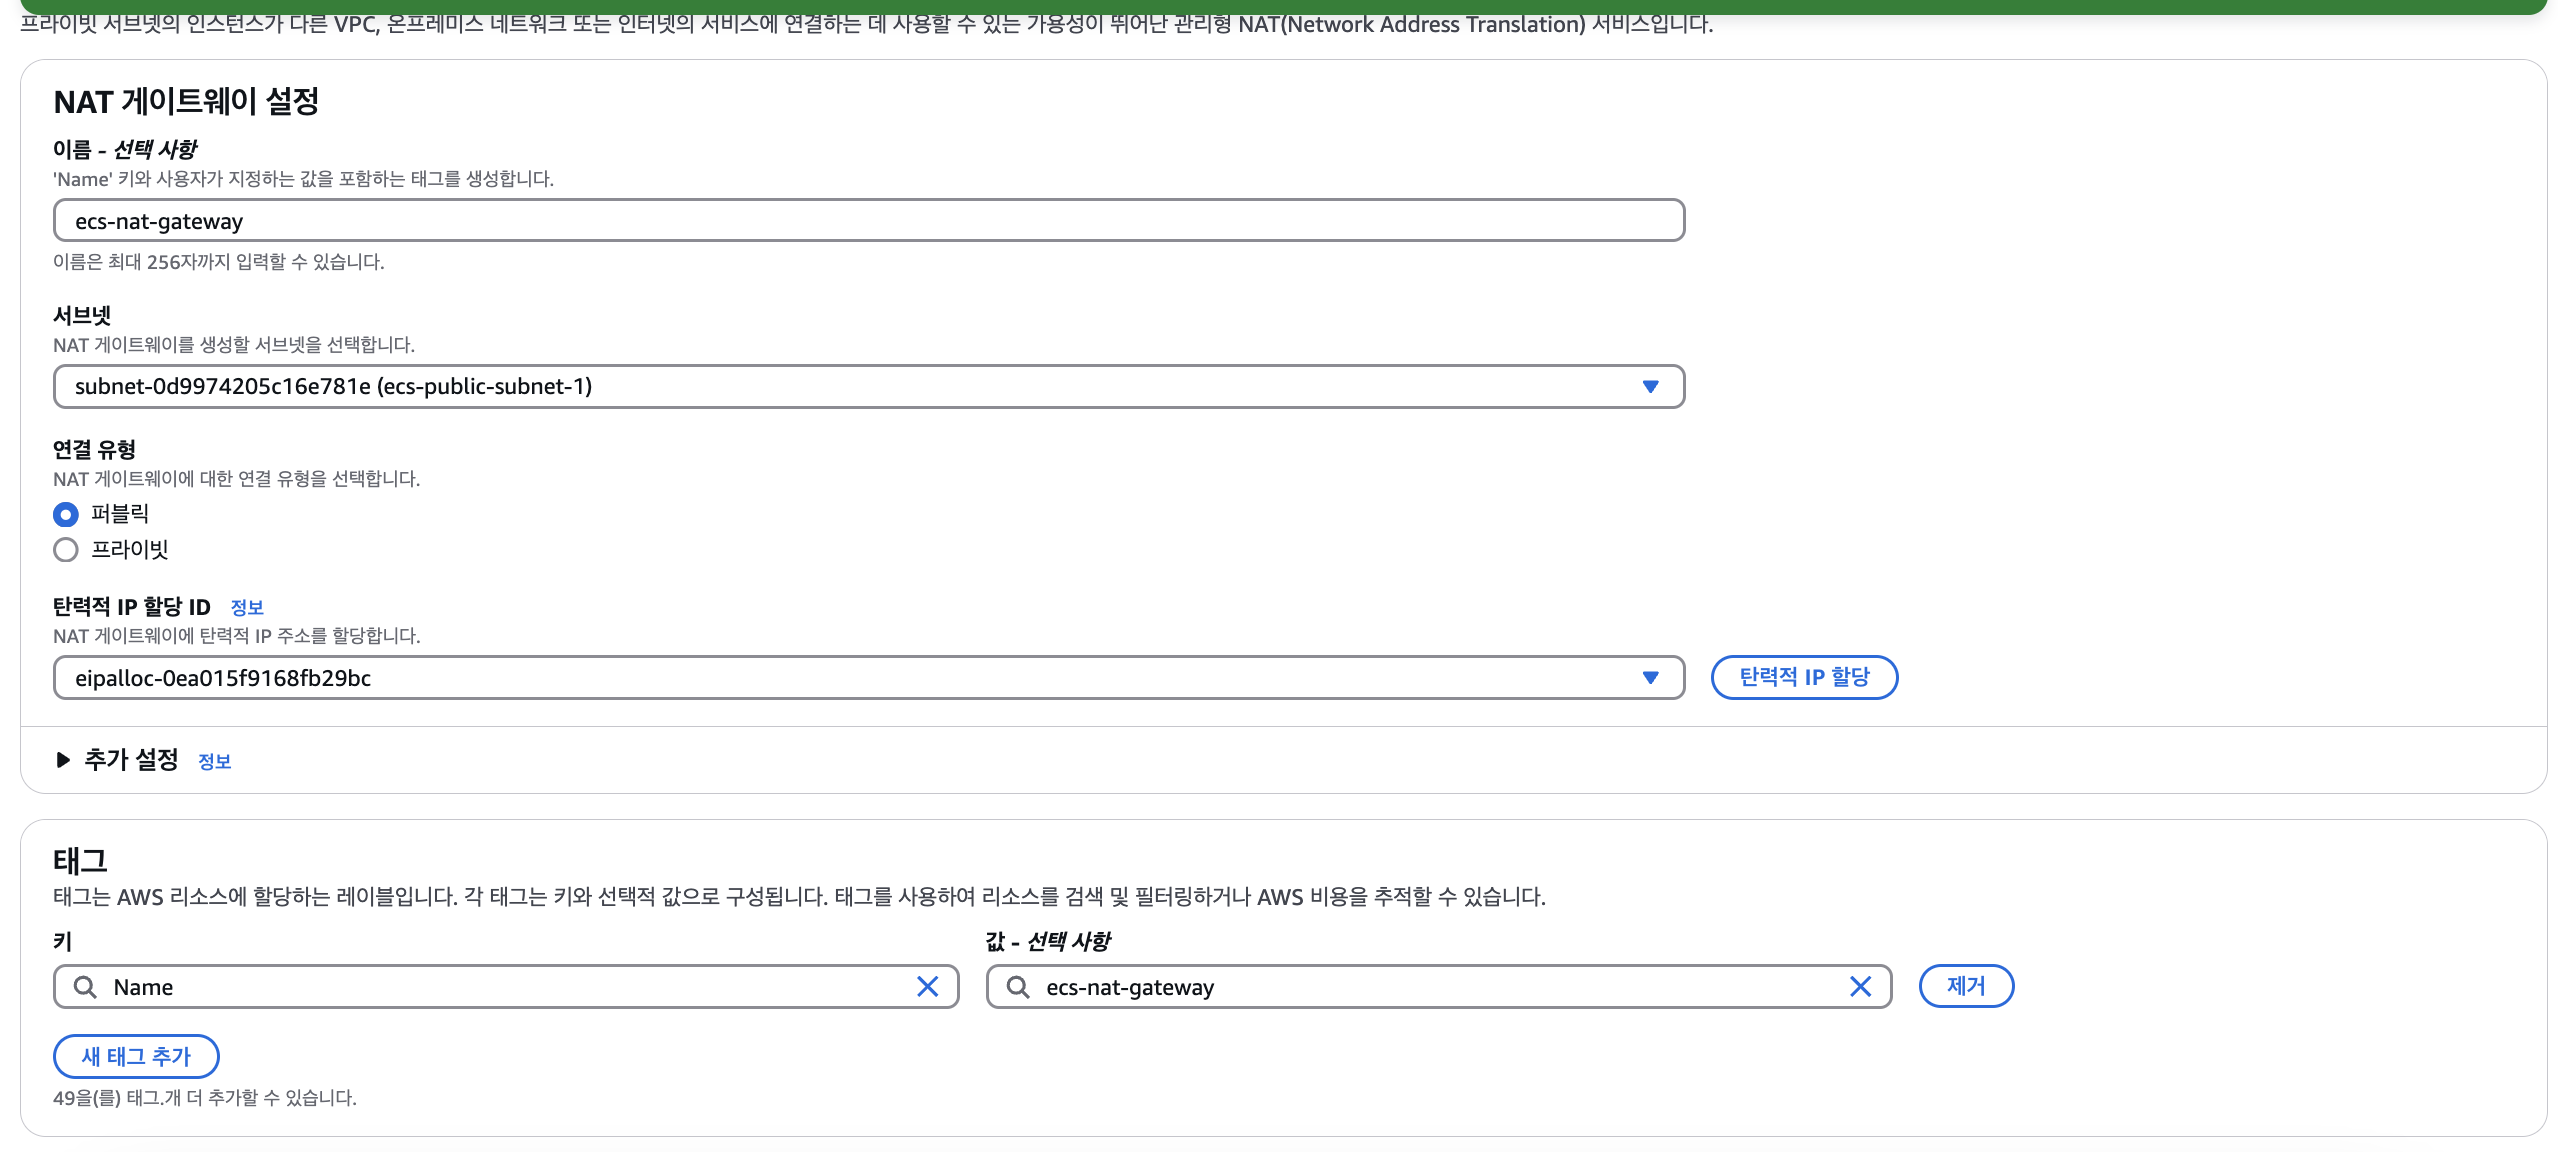 프라이빗 서브넷의 인스턴스가 다른 VPC, 온프레미스 네트워크 또는 인터넷의 서비스에 연결하는 데 사용할 수 있는 가용성이 뛰어난 관리형 NAT(Network Address Translation) 서비스입니다.
NAT 게이트웨이 설정
이름 - 선택 사항
'Name' 키와 사용자가 지정하는 값을 포함하는 태그를 생성합니다.
ecs-nat-gateway
이름은 최대 256자까지 입력할 수 있습니다.
서브넷
NAT 게이트웨이를 생성할 서브넷을 선택합니다.
subnet-0d9974205c16e781e (ecs-public-subnet-1)
연결 유형
NAT 게이트웨이에 대한 연결 유형을 선택합니다.
퍼블릭
프라이빗
탄력적 IP 할당 ID 정보
NAT 게이트웨이에 탄력적 IP 주소를 할당합니다.
eipalloc-0ea015f9168fb29bc 탄력적 IP 할당
추가 설정 정보
태그
태그는 AWS 리소스에 할당하는 레이블입니다. 각 태그는 키와 선택적 값으로 구성됩니다. 태그를 사용하여 리소스를 검색 및 필터링하거나 AWS 비용을 추적할 수 있습니다.
키 값 - 선택 사항
Name ecs-nat-gateway 제거
새 태그 추가
49을(를) 태그.개 더 추가할 수 있습니다.